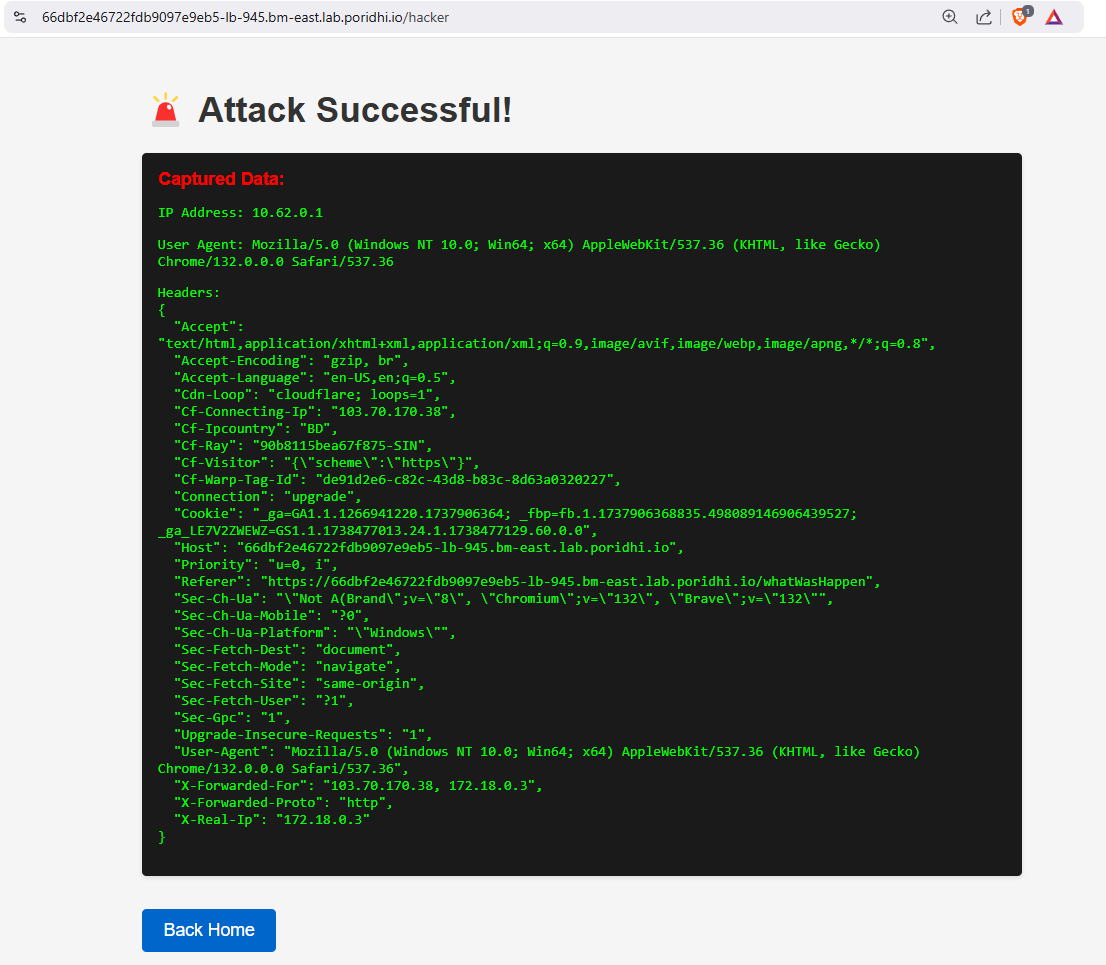 66dbf2e46722fdb9097e9eb5-lb-945.bm-east.lab.poridhi.io/hacker
1
Attack Successful!
Captured Data:
IP Address: 10.62.0.1
User Agent: Mozilla/5.0 (Windows NT 10.0; Win64; x64) AppleWebKit/537.36 (KHTML, like Gecko)
Chrome/132.0.0.0 Safari/537.36
Headers:
{
  "Accept":
"text/html,application/xhtml+xml,application/xml;q=0.9,image/avif,image/webp,image/apng,*/*;q=0.8",
  "Accept-Encoding": "gzip, br",
  "Accept-Language": "en-US,en;q=0.5",
  "Cdn-Loop": "cloudflare; loops=1",
  "Cf-Connecting-Ip": "103.70.170.38",
  "Cf-Ipcountry": "BD",
  "Cf-Ray": "90b8115bea67f875-SIN",
  "Cf-Visitor": "{\"scheme\":\"https\"}",
  "Cf-Warp-Tag-Id": "de91d2e6-c82c-43d8-b83c-8d63a0320227",
  "Connection": "upgrade",
  "Cookie": "_ga=GA1.1.1266941220.1737906364; _fbp=fb.1.1737906368835.498089146906439527;
_ga_LE7V2ZWEWZ=GS1.1.1738477013.24.1.1738477129.60.0.0",
  "Host": "66dbf2e46722fdb9097e9eb5-lb-945.bm-east.lab.poridhi.io",
  "Priority": "u=0, i",
  "Referer": "https://66dbf2e46722fdb9097e9eb5-lb-945.bm-east.lab.poridhi.io/whatWasHappen",
  "Sec-Ch-Ua": "\"Not A(Brand\";v=\"8\", \"Chromium\";v=\"132\", \"Brave\";v=\"132\"",
  "Sec-Ch-Ua-Mobile": "?0",
  "Sec-Ch-Ua-Platform": "\"Windows\"",
  "Sec-Fetch-Dest": "document",
  "Sec-Fetch-Mode": "navigate",
  "Sec-Fetch-Site": "same-origin",
  "Sec-Fetch-User": "?1",
  "Sec-Gpc": "1",
  "Upgrade-Insecure-Requests": "1",
  "User-Agent": "Mozilla/5.0 (Windows NT 10.0; Win64; x64) AppleWebKit/537.36 (KHTML, like Gecko)
Chrome/132.0.0.0 Safari/537.36",
  "X-Forwarded-For": "103.70.170.38, 172.18.0.3",
  "X-Forwarded-Proto": "http",
  "X-Real-Ip": "172.18.0.3"
}
Back Home